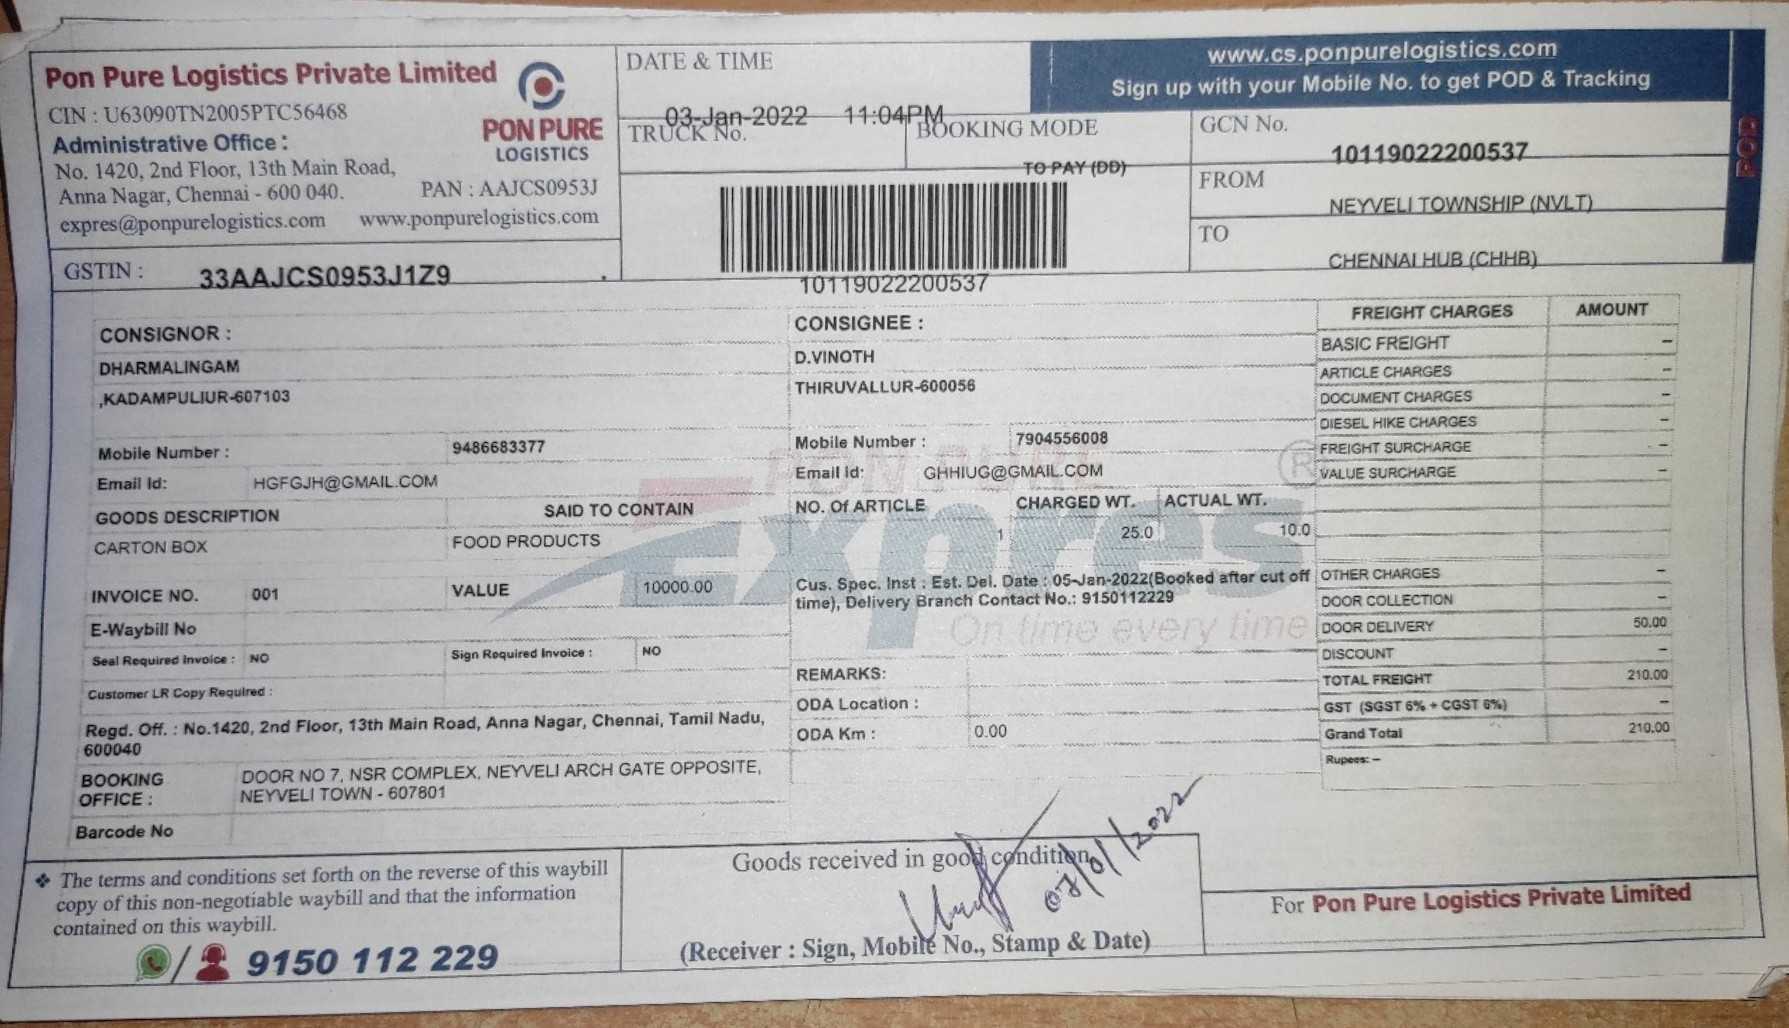 Pon Pure Logistics Private Limited
CIN : U63090TN2005PTC56468
Administrative Office :
No. 1420, 2nd Floor, 13th Main Road,
Anna Nagar, Chennai - 600 040.
PAN : AAJCS0953J
expres@ponpurelogistics.com www.ponpurelogistics.com
PON PURE
LOGISTICS
GSTIN : 33AAJCS0953J1Z9
DATE & TIME
03-Jan-2022 11:04PM
TRUCK No.
BOOKING MODE
TO PAY (DD)
10119022200537
www.cs.ponpurelogistics.com
Sign up with your Mobile No. to get POD & Tracking
GCN No.
10119022200537
FROM
NEYVELI TOWNSHIP (NVLT)
TO
CHENNAI HUB (CHHB)
POD
CONSIGNOR :
DHARMALINGAM
,KADAMPULIUR-607103
Mobile Number : 9486683377
Email Id: HGFGJH@GMAIL.COM
GOODS DESCRIPTION SAID TO CONTAIN
CARTON BOX FOOD PRODUCTS
INVOICE NO. 001 VALUE 10000.00
E-Waybill No
Seal Required Invoice : NO Sign Required Invoice : NO
Customer LR Copy Required :
Regd. Off. : No.1420, 2nd Floor, 13th Main Road, Anna Nagar, Chennai, Tamil Nadu,
600040
BOOKING DOOR NO 7, NSR COMPLEX, NEYVELI ARCH GATE OPPOSITE,
OFFICE : NEYVELI TOWN - 607801
Barcode No
CONSIGNEE :
D.VINOTH
THIRUVALLUR-600056
Mobile Number : 7904556008
Email Id: GHHIUG@GMAIL.COM
NO. Of ARTICLE CHARGED WT. ACTUAL WT.
1 25.0 10.0
Cus. Spec. Inst : Est. Del. Date : 05-Jan-2022(Booked after cut off
time), Delivery Branch Contact No.: 9150112229
PON PURE
Expres
®
On time every time
REMARKS:
ODA Location :
ODA Km : 0.00
FREIGHT CHARGES AMOUNT
BASIC FREIGHT -
ARTICLE CHARGES -
DOCUMENT CHARGES -
DIESEL HIKE CHARGES -
FREIGHT SURCHARGE -
VALUE SURCHARGE -
OTHER CHARGES -
DOOR COLLECTION -
DOOR DELIVERY 50.00
DISCOUNT -
TOTAL FREIGHT 210.00
GST (SGST 6% + CGST 6%) -
Grand Total 210.00
Rupees: -
❖ The terms and conditions set forth on the reverse of this waybill
copy of this non-negotiable waybill and that the information
contained on this waybill.
/ 9150 112 229
Goods received in good condition
07/01/2022
(Receiver : Sign, Mobile No., Stamp & Date)
For Pon Pure Logistics Private Limited